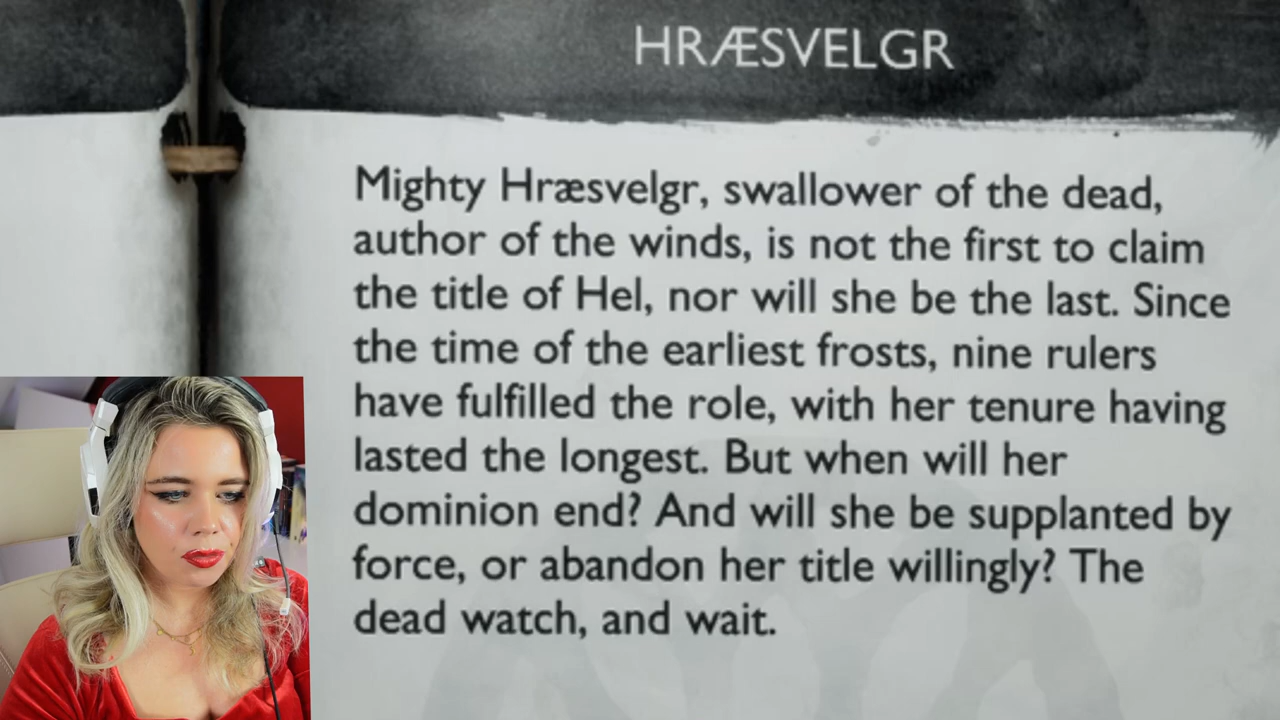 HRÆSVELGR
Mighty Hræsvelgr, swallower of the dead,
author of the winds, is not the first to claim
the title of Hel, nor will she be the last. Since
the time of the earliest frosts, nine rulers
have fulfilled the role, with her tenure having
lasted the longest. But when will her
dominion end? And will she be supplanted by
force, or abandon her title willingly? The
dead watch, and wait.